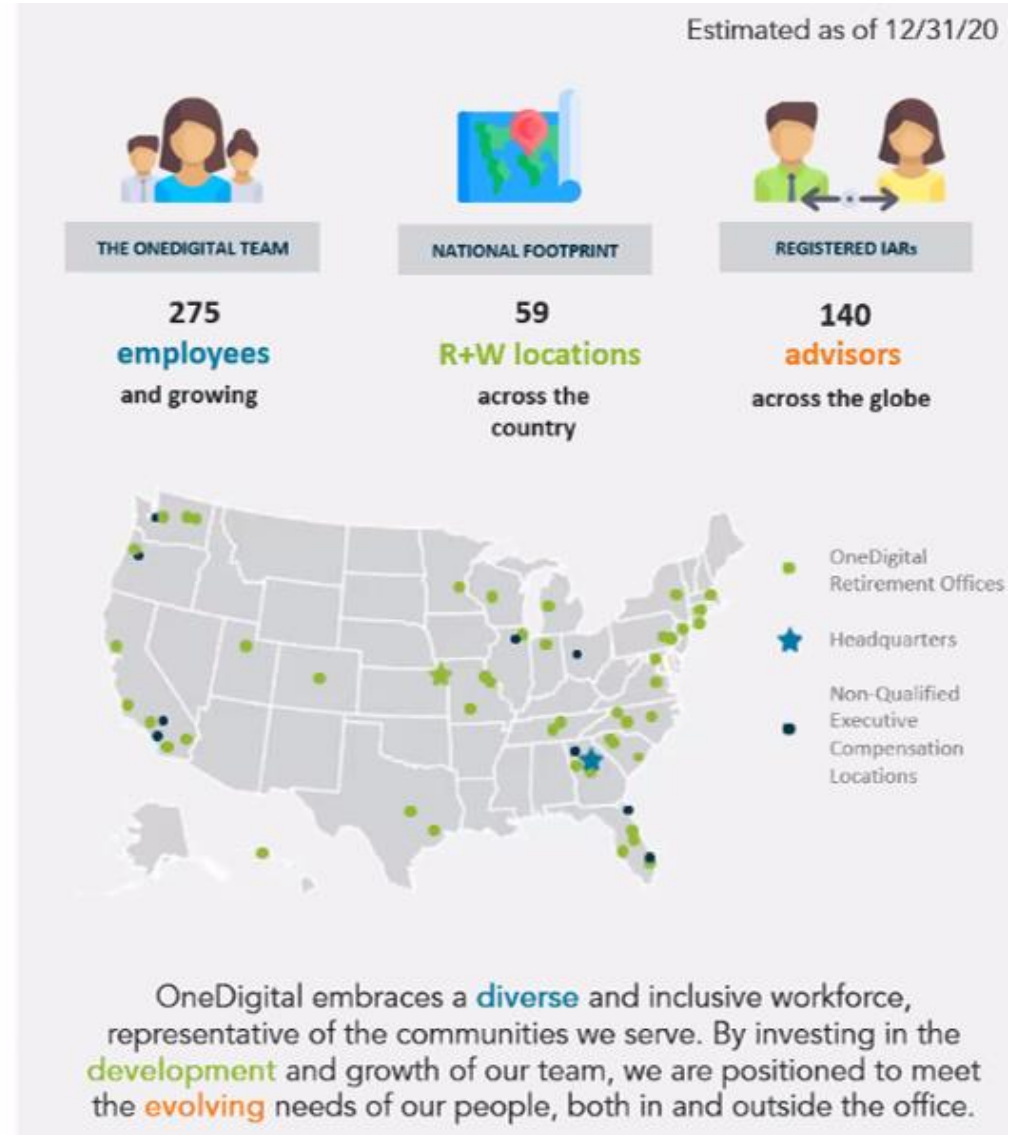 Estimated as of 12/31/20
THE ONEDIGITAL TEAM
275
employees
and growing
NATIONAL FOOTPRINT
59
R+W locations
across the
country
REGISTERED IARs
140
advisors
across the globe
OneDigital
Retirement Offices
Headquarters
Non-Qualified
Executive
Compensation
Locations
OneDigital embraces a diverse and inclusive workforce,
representative of the communities we serve. By investing in the
development and growth of our team, we are positioned to meet
the evolving needs of our people, both in and outside the office.